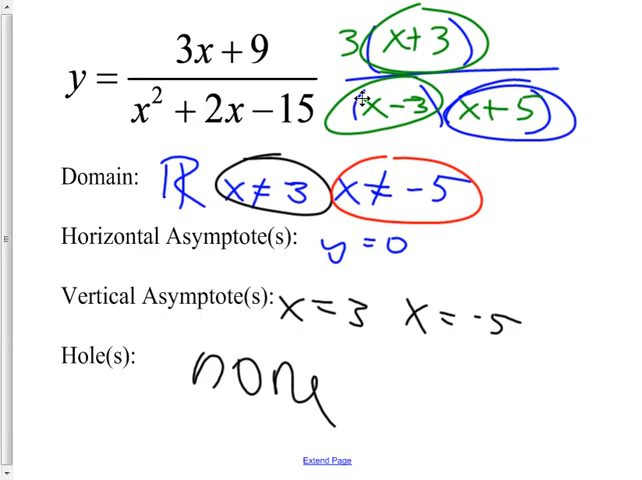 y = (3x + 9)/(x² + 2x − 15) 3(x+3)/(x−3)(x+5)
Domain: ℝ x ≠ 3 x ≠ -5
Horizontal Asymptote(s): y = 0
Vertical Asymptote(s): x = 3 x = -5
Hole(s): none
Extend Page